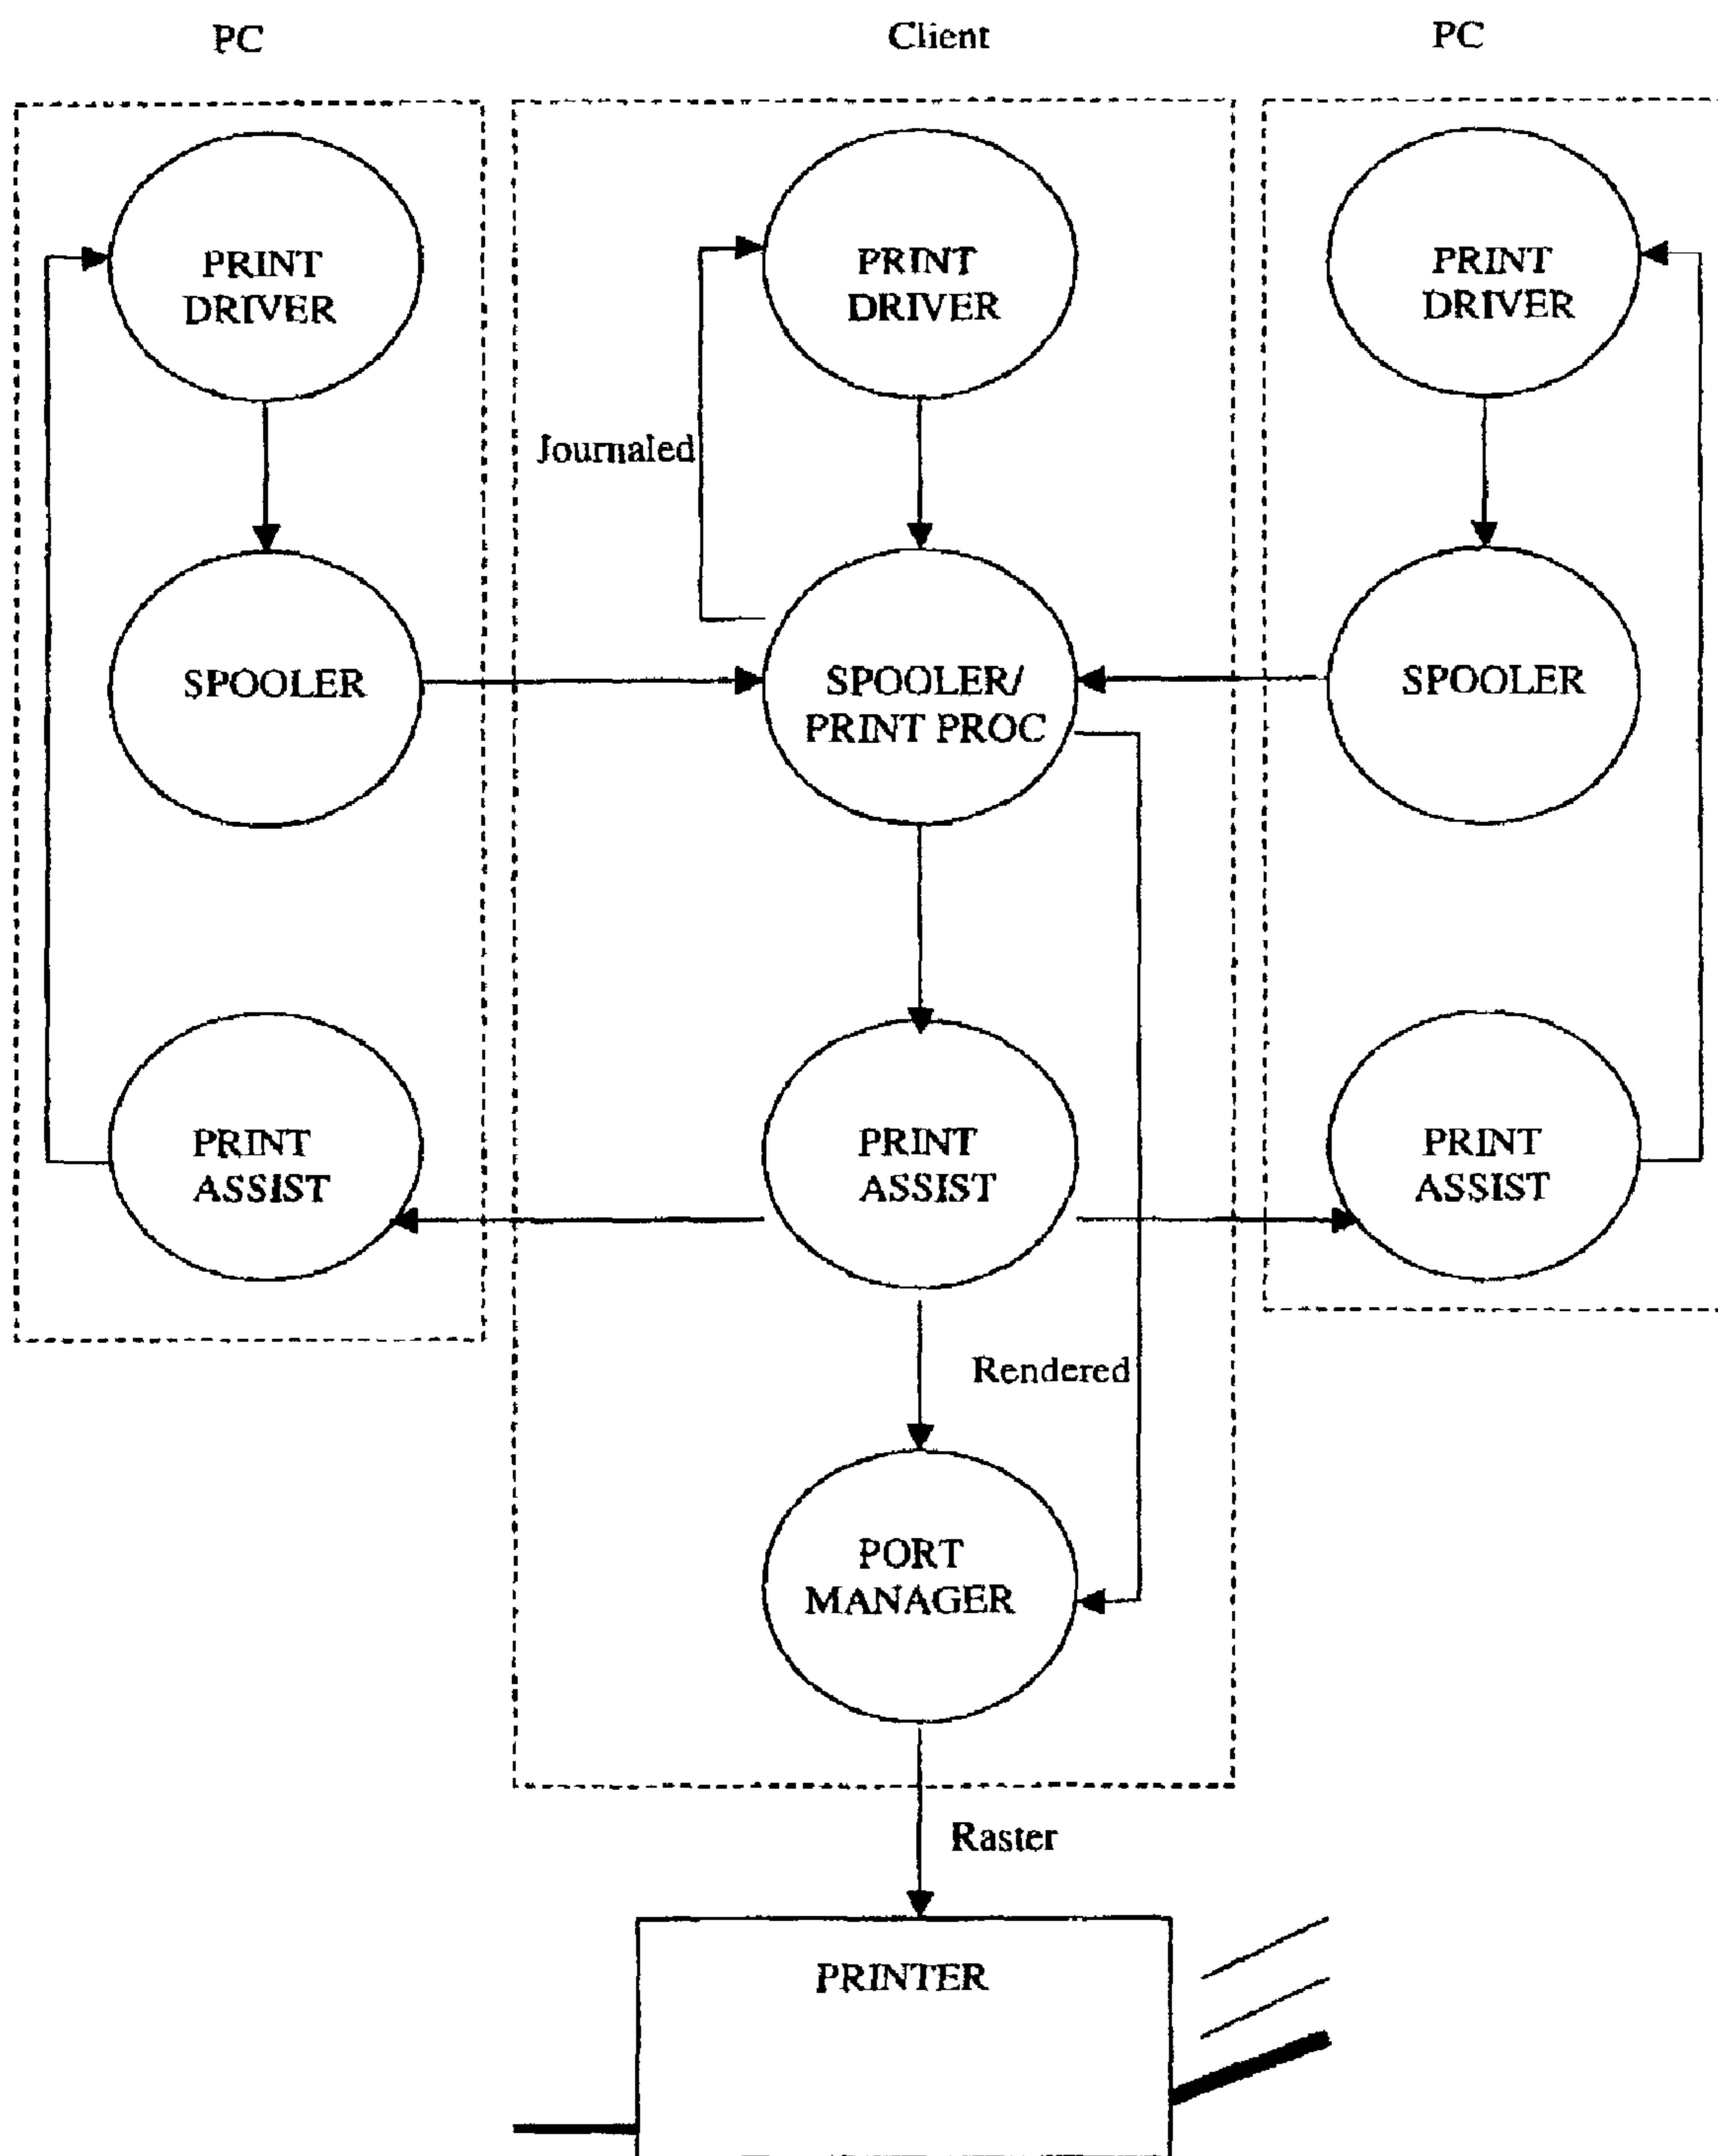 PC
Client
PC
PRINT
DRIVER
PRINT
DRIVER
PRINT
DRIVER
Journaled
SPOOLER
SPOOLER/
PRINT PROC
SPOOLER
PRINT
ASSIST
PRINT
ASSIST
PRINT
ASSIST
Rendered
PORT
MANAGER
Raster
PRINTER